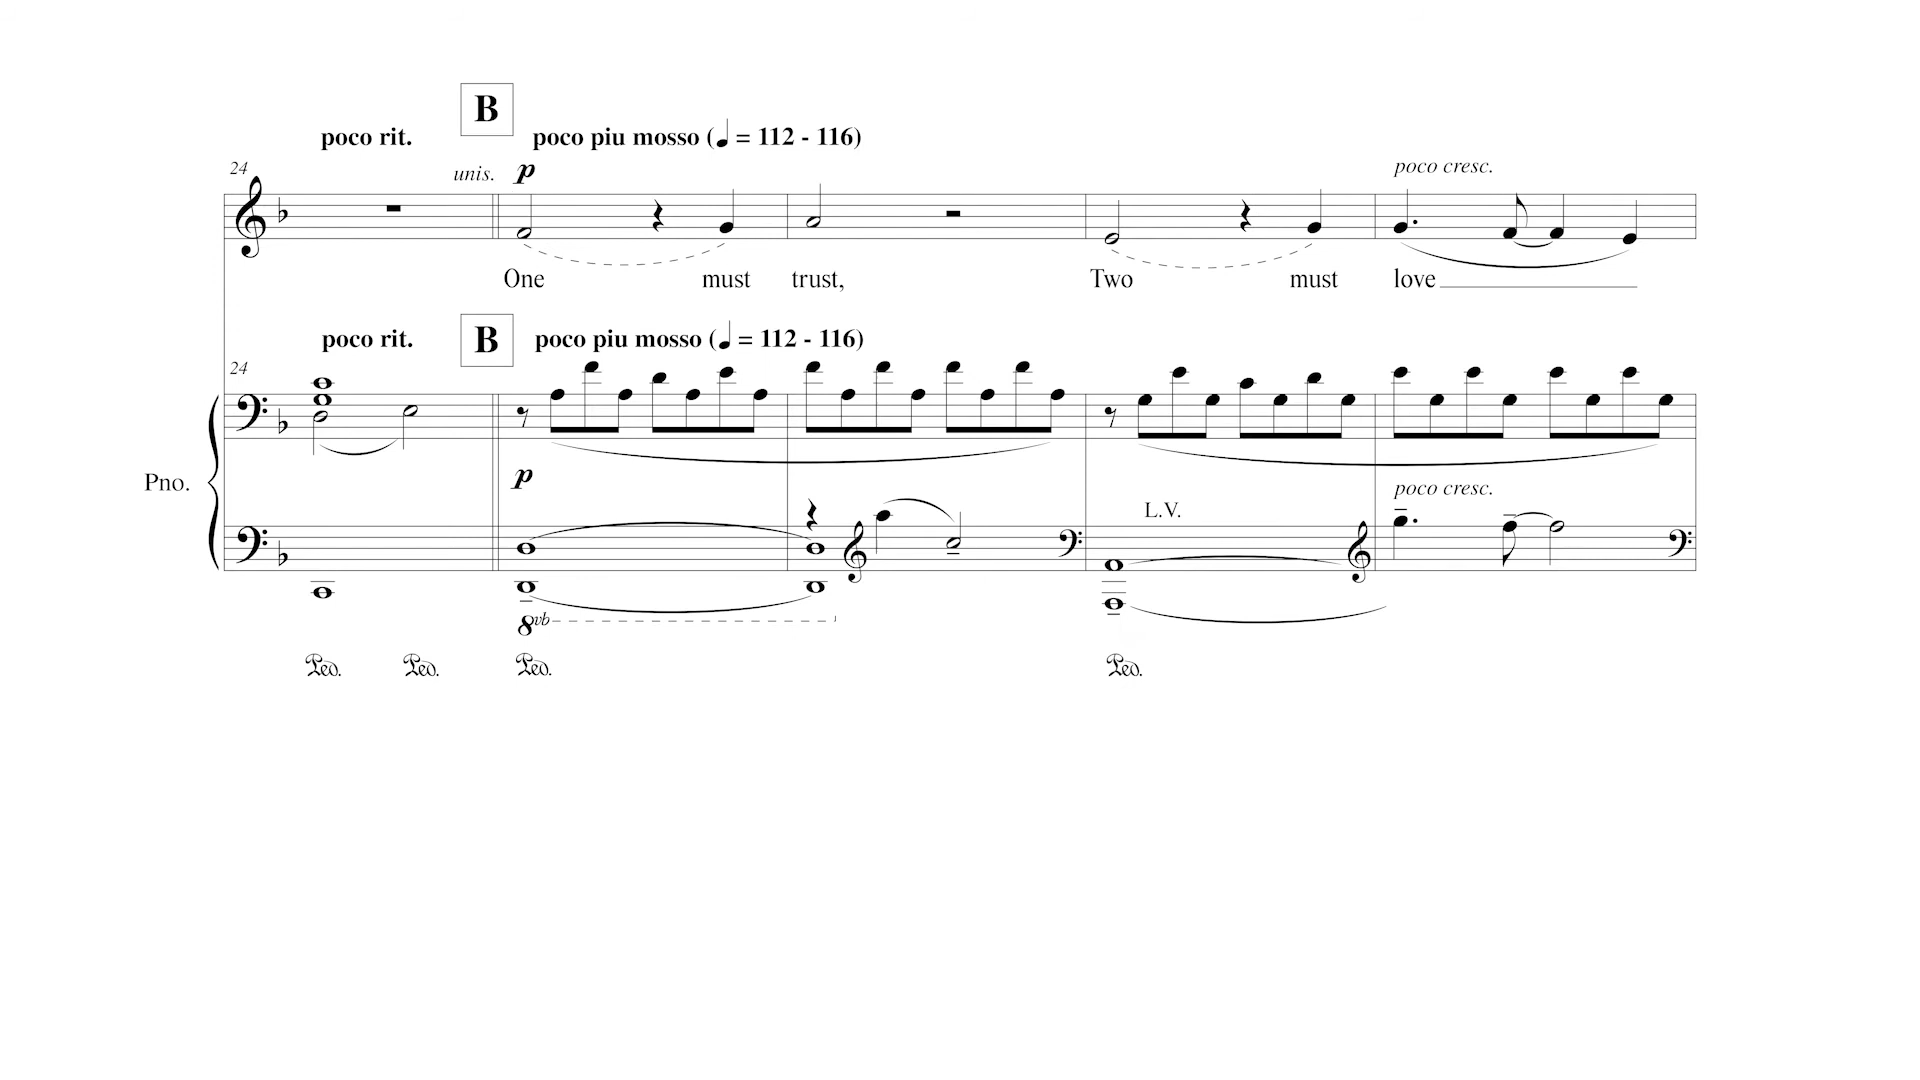 B
poco rit. poco piu mosso (♩ = 112 - 116)
24 unis. p poco cresc.
One must trust, Two must love
B
poco rit. poco piu mosso (♩ = 112 - 116)
24
Pno.
p
poco cresc.
L.V.
8vb
Ped. Ped. Ped. Ped.